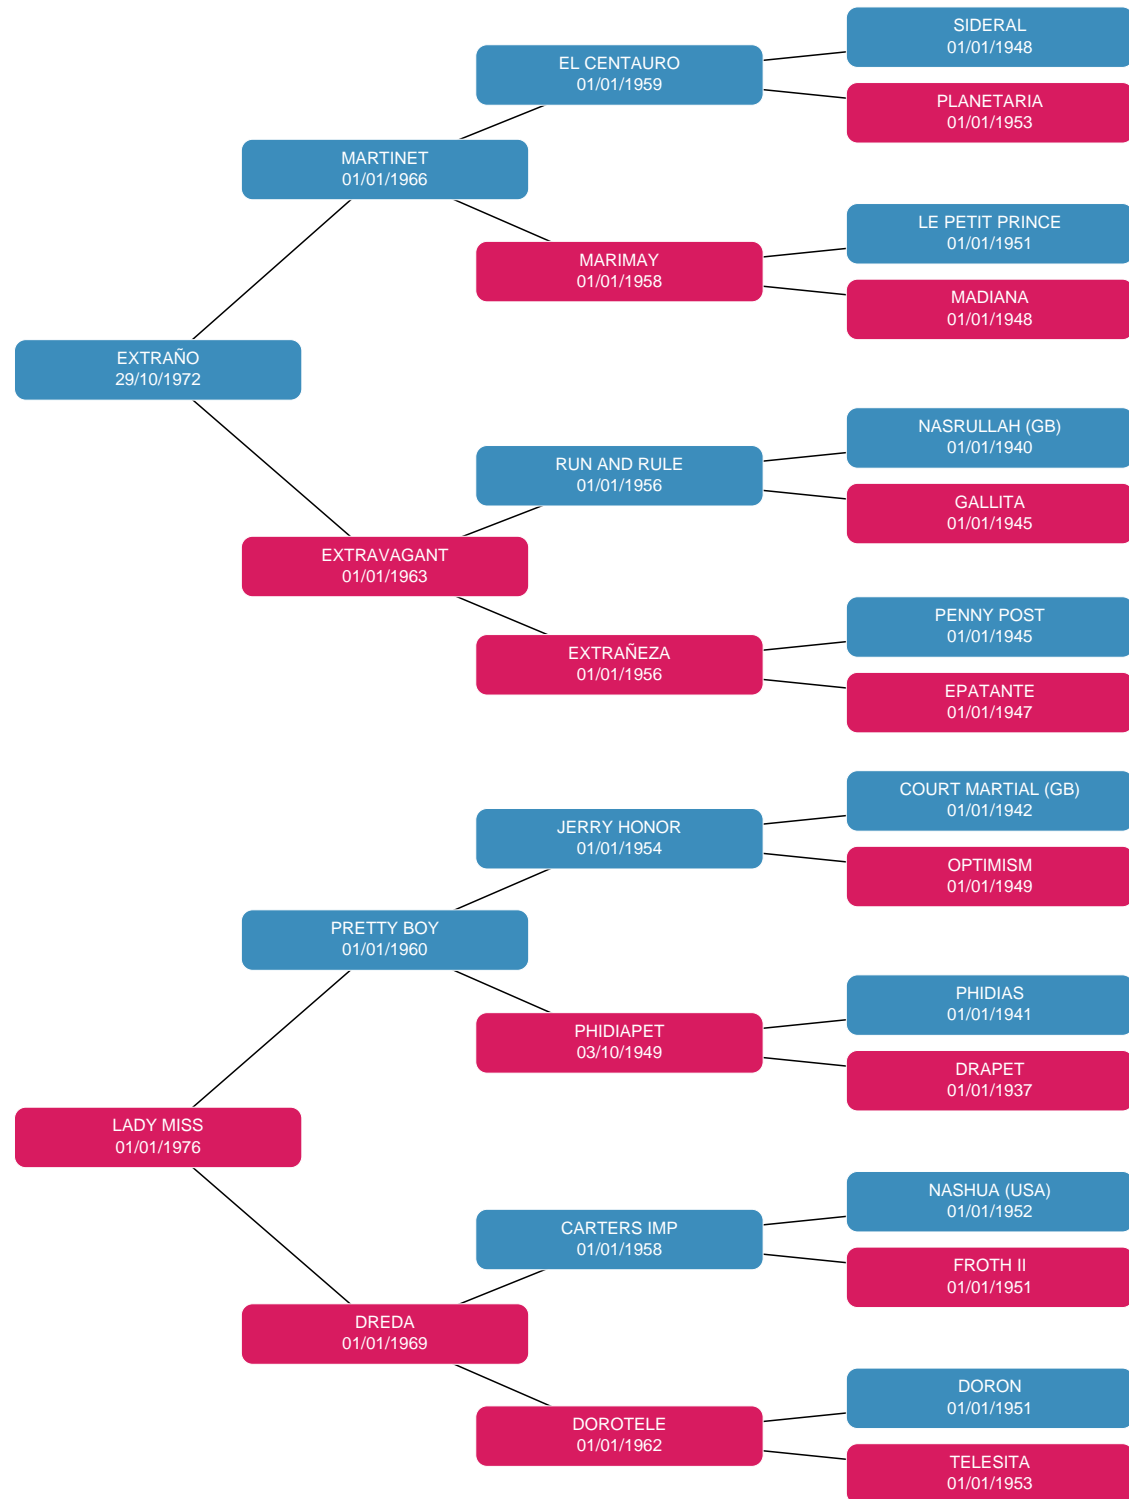 SIDERAL
01/01/1948
EL CENTAURO
01/01/1959
PLANETARIA
01/01/1953
MARTINET
01/01/1966
LE PETIT PRINCE
01/01/1951
MARIMAY
01/01/1958
MADIANA
01/01/1948
EXTRAÑO
29/10/1972
NASRULLAH (GB)
01/01/1940
RUN AND RULE
01/01/1956
GALLITA
01/01/1945
EXTRAVAGANT
01/01/1963
PENNY POST
01/01/1945
EXTRAÑEZA
01/01/1956
EPATANTE
01/01/1947
COURT MARTIAL (GB)
01/01/1942
JERRY HONOR
01/01/1954
OPTIMISM
01/01/1949
PRETTY BOY
01/01/1960
PHIDIAS
01/01/1941
PHIDIAPET
03/10/1949
DRAPET
01/01/1937
LADY MISS
01/01/1976
NASHUA (USA)
01/01/1952
CARTERS IMP
01/01/1958
FROTH II
01/01/1951
DREDA
01/01/1969
DORON
01/01/1951
DOROTELE
01/01/1962
TELESITA
01/01/1953